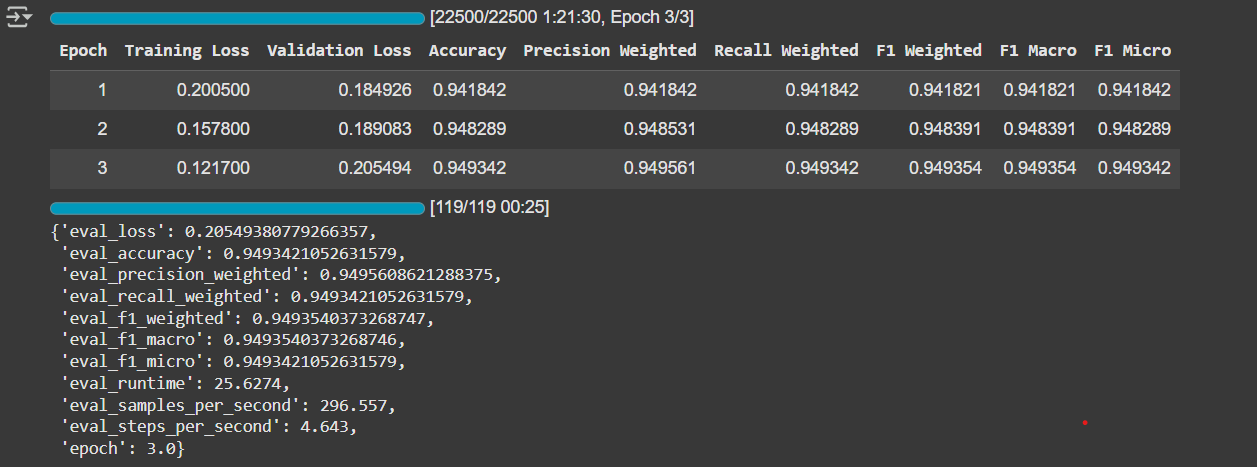 [22500/22500 1:21:30, Epoch 3/3]
Epoch Training Loss Validation Loss Accuracy Precision Weighted Recall Weighted F1 Weighted F1 Macro F1 Micro
1 0.200500 0.184926 0.941842 0.941842 0.941842 0.941821 0.941821 0.941842
2 0.157800 0.189083 0.948289 0.948531 0.948289 0.948391 0.948391 0.948289
3 0.121700 0.205494 0.949342 0.949561 0.949342 0.949354 0.949354 0.949342
[119/119 00:25]
{'eval_loss': 0.20549380779266357,
'eval_accuracy': 0.9493421052631579,
'eval_precision_weighted': 0.9495608621288375,
'eval_recall_weighted': 0.9493421052631579,
'eval_f1_weighted': 0.9493540373268747,
'eval_f1_macro': 0.9493540373268746,
'eval_f1_micro': 0.9493421052631579,
'eval_runtime': 25.6274,
'eval_samples_per_second': 296.557,
'eval_steps_per_second': 4.643,
'epoch': 3.0}